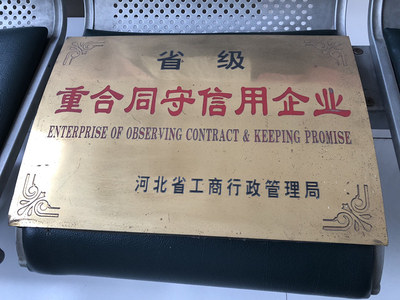 省级
重合同守信用企业
ENTERPRISE OF OBSERVING CONTRACT & KEEPING PROMISE
河北省工商行政管理局